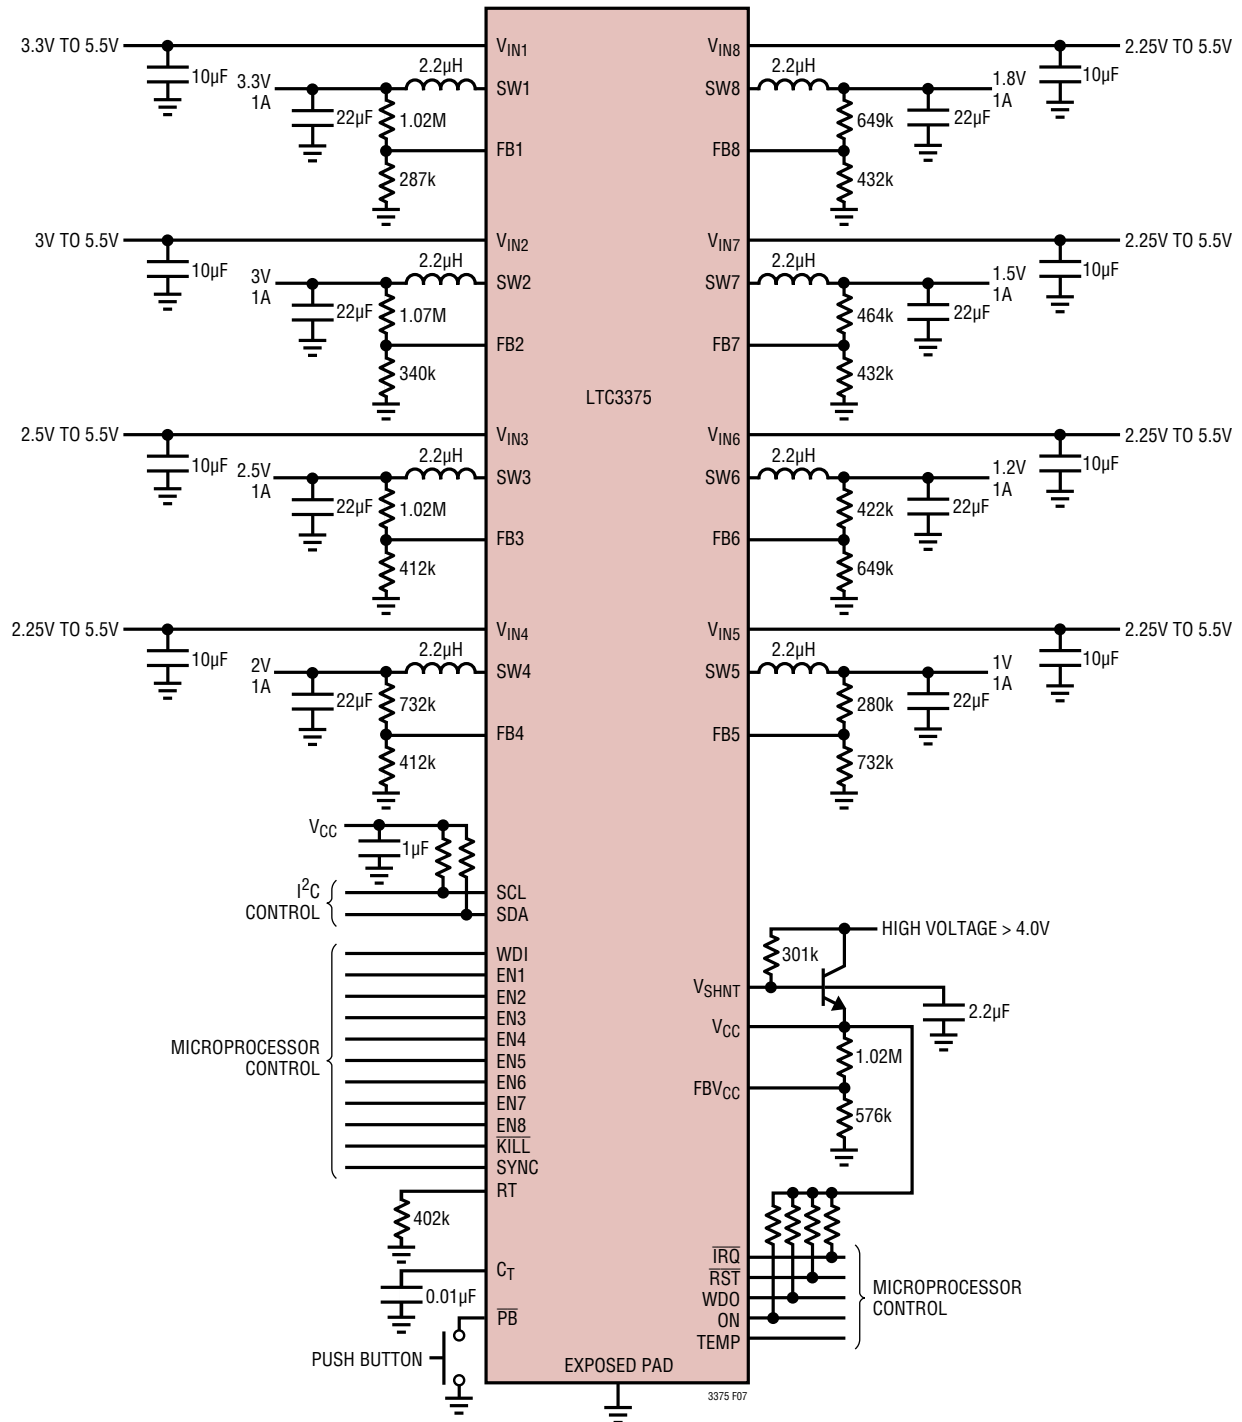 3.3V TO 5.5V
10µF
3.3V
1A
22µF
2.2µH
1.02M
287k
VIN1
SW1
FB1
3V TO 5.5V
10µF
3V
1A
22µF
2.2µH
1.07M
340k
VIN2
SW2
FB2
2.5V TO 5.5V
10µF
2.5V
1A
22µF
2.2µH
1.02M
412k
VIN3
SW3
FB3
2.25V TO 5.5V
10µF
2V
1A
22µF
2.2µH
732k
412k
VIN4
SW4
FB4
VCC
1µF
I2C
CONTROL
SCL
SDA
MICROPROCESSOR
CONTROL
WDI
EN1
EN2
EN3
EN4
EN5
EN6
EN7
EN8
KILL
SYNC
RT
402k
CT
0.01µF
PB
PUSH BUTTON
LTC3375
EXPOSED PAD
VIN8
SW8
FB8
2.2µH
649k
432k
22µF
1.8V
1A
10µF
2.25V TO 5.5V
VIN7
SW7
FB7
2.2µH
464k
432k
22µF
1.5V
1A
10µF
2.25V TO 5.5V
VIN6
SW6
FB6
2.2µH
422k
649k
22µF
1.2V
1A
10µF
2.25V TO 5.5V
VIN5
SW5
FB5
2.2µH
280k
732k
22µF
1V
1A
10µF
2.25V TO 5.5V
HIGH VOLTAGE > 4.0V
301k
VSHNT
2.2µF
VCC
1.02M
FBVCC
576k
IRQ
RST
WDO
ON
TEMP
MICROPROCESSOR
CONTROL
3375 F07